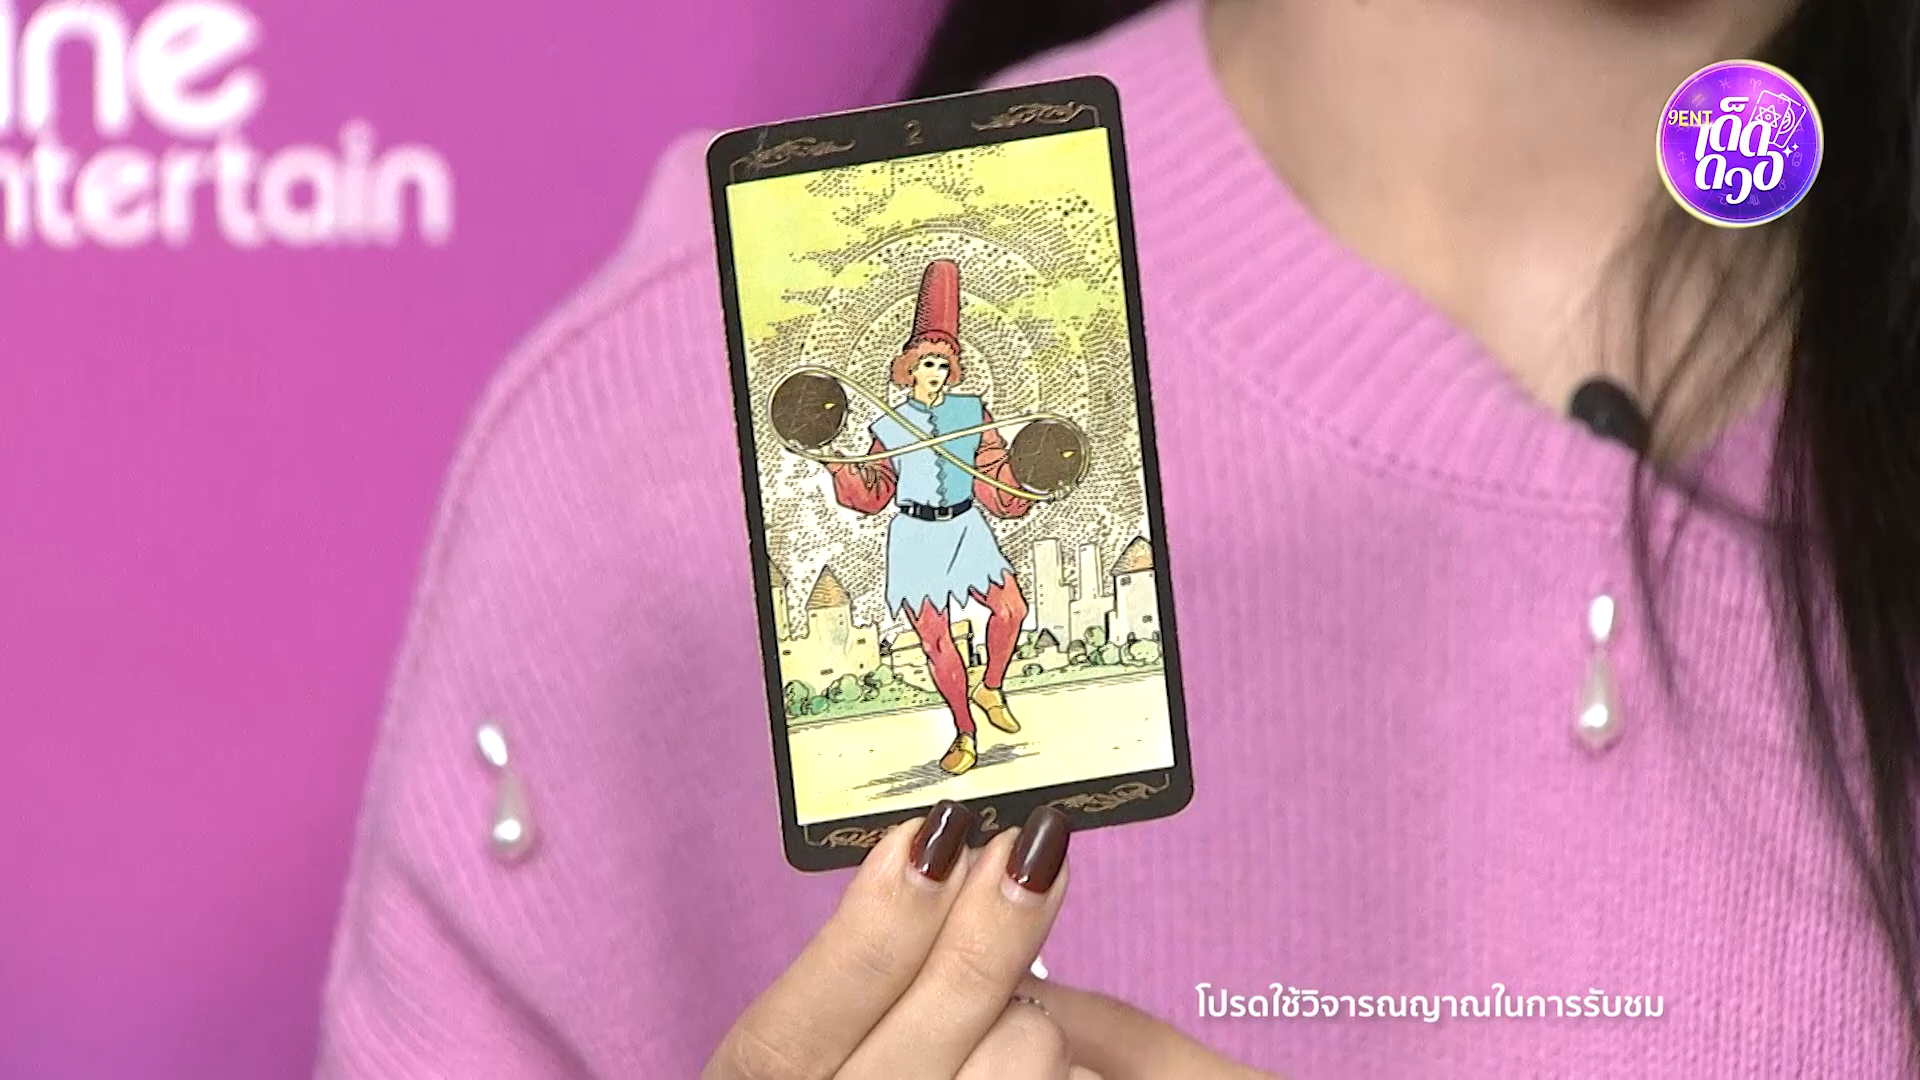 ine
ntertain
2
9ENT
เด็ด
ดวง
2
โปรดใช้วิจารณญาณในการรับชม